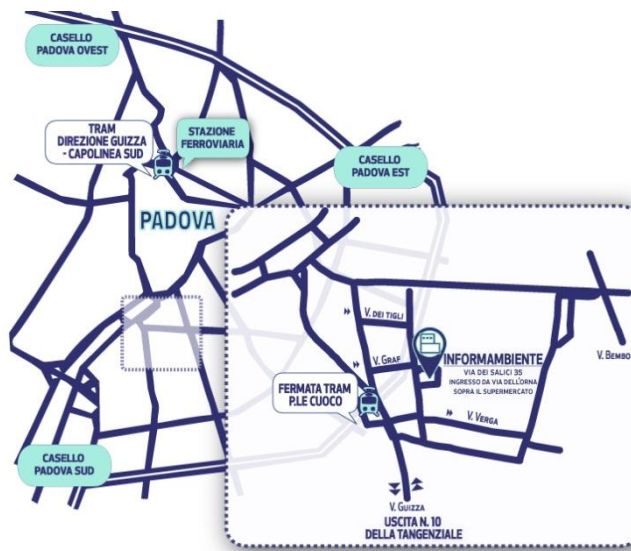 CASELLO
PADOVA OVEST
TRAM
DIREZIONE GUIZZA
- CAPOLINEA SUD
STAZIONE
FERROVIARIA
CASELLO
PADOVA EST
PADOVA
V. DEI TIGLI
V. GRAF
INFORMAMBIENTE
VIA DEI SALICI 35
INGRESSO DA VIA DELL'ORNA
SOPRA IL SUPERMERCATO
V. BEMBO
FERMATA TRAM
P.LE CUOCO
V. VERGA
CASELLO
PADOVA SUD
V. GUIZZA
USCITA N. 10
DELLA TANGENZIALE